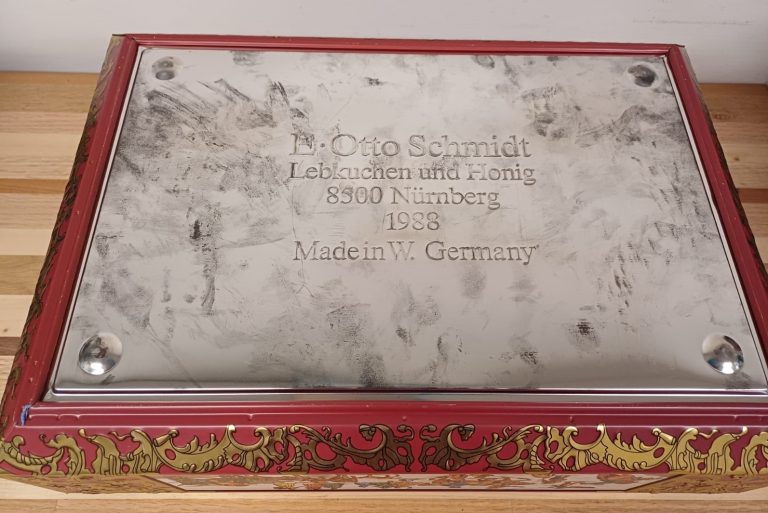 E·Otto Schmidt
Lebkuchen und Honig
8500 Nürnberg
1988
Made in W. Germany